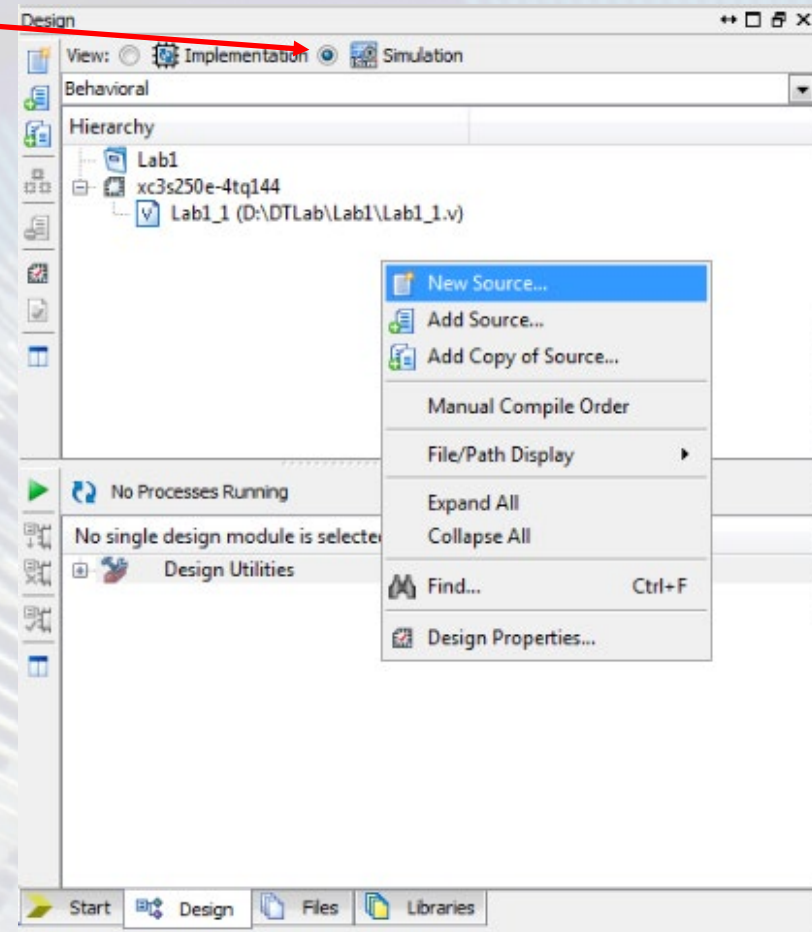 Design
View: Implementation Simulation
Behavioral
Hierarchy
Lab1
xc3s250e-4tq144
Lab1_1 (D:\DTLab\Lab1\Lab1_1.v)
New Source...
Add Source...
Add Copy of Source...
Manual Compile Order
File/Path Display
Expand All
Collapse All
Find... Ctrl+F
Design Properties...
No Processes Running
No single design module is selected
Design Utilities
Start Design Files Libraries